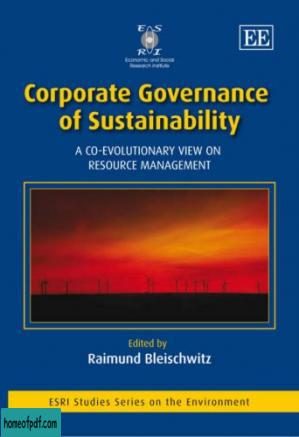 E S
R I
Economic and Social
Research Institute
EE
Corporate Governance
of Sustainability
A CO-EVOLUTIONARY VIEW ON
RESOURCE MANAGEMENT
Edited by
Raimund Bleischwitz
ESRI Studies Series on the Environment
homeofpdf.com